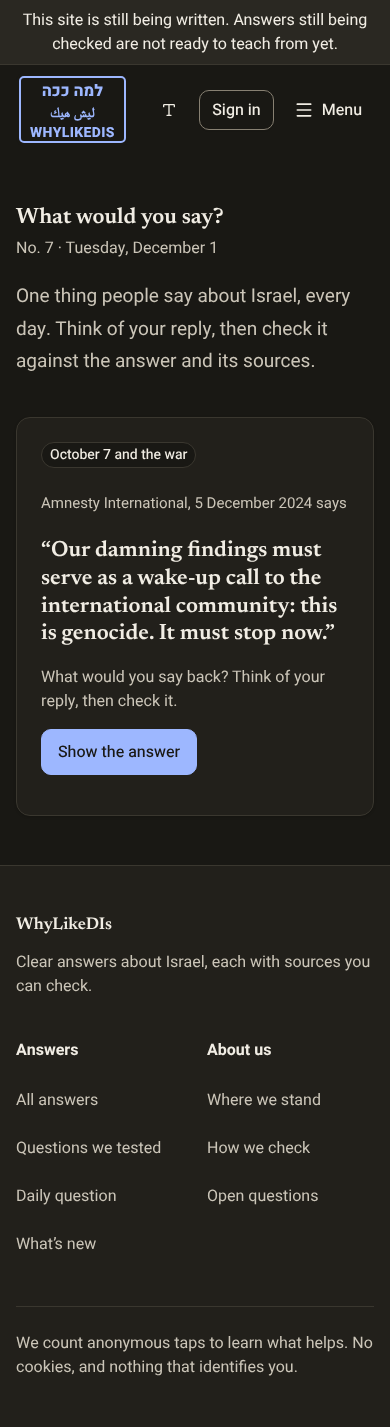 This site is still being written. Answers still being
checked are not ready to teach from yet.
למה ככה
ليش هيك
WHYLIKEDIS
T
Sign in
Menu
What would you say?
No. 7 · Tuesday, December 1
One thing people say about Israel, every
day. Think of your reply, then check it
against the answer and its sources.
October 7 and the war
Amnesty International, 5 December 2024 says
“Our damning findings must
serve as a wake-up call to the
international community: this
is genocide. It must stop now.”
What would you say back? Think of your
reply, then check it.
Show the answer
WhyLikeDIs
Clear answers about Israel, each with sources you
can check.
Answers
About us
All answers
Where we stand
Questions we tested
How we check
Daily question
Open questions
What’s new
We count anonymous taps to learn what helps. No
cookies, and nothing that identifies you.